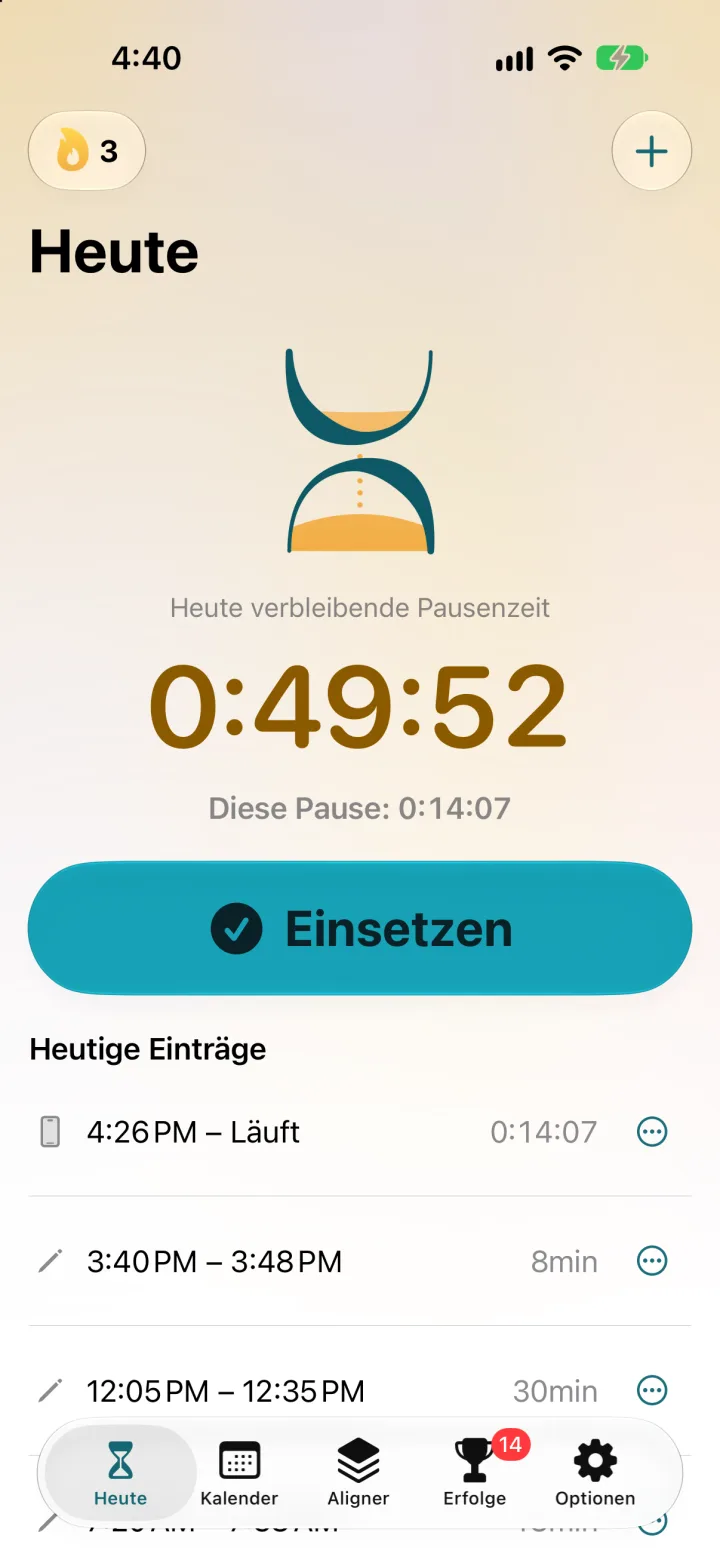 4:40
3
Heute
Heute verbleibende Pausenzeit
0:49:52
Diese Pause: 0:14:07
Einsetzen
Heutige Einträge
4:26 PM – Läuft 0:14:07
3:40 PM – 3:48 PM 8min
12:05 PM – 12:35 PM 30min
14
Heute Kalender Aligner Erfolge Optionen